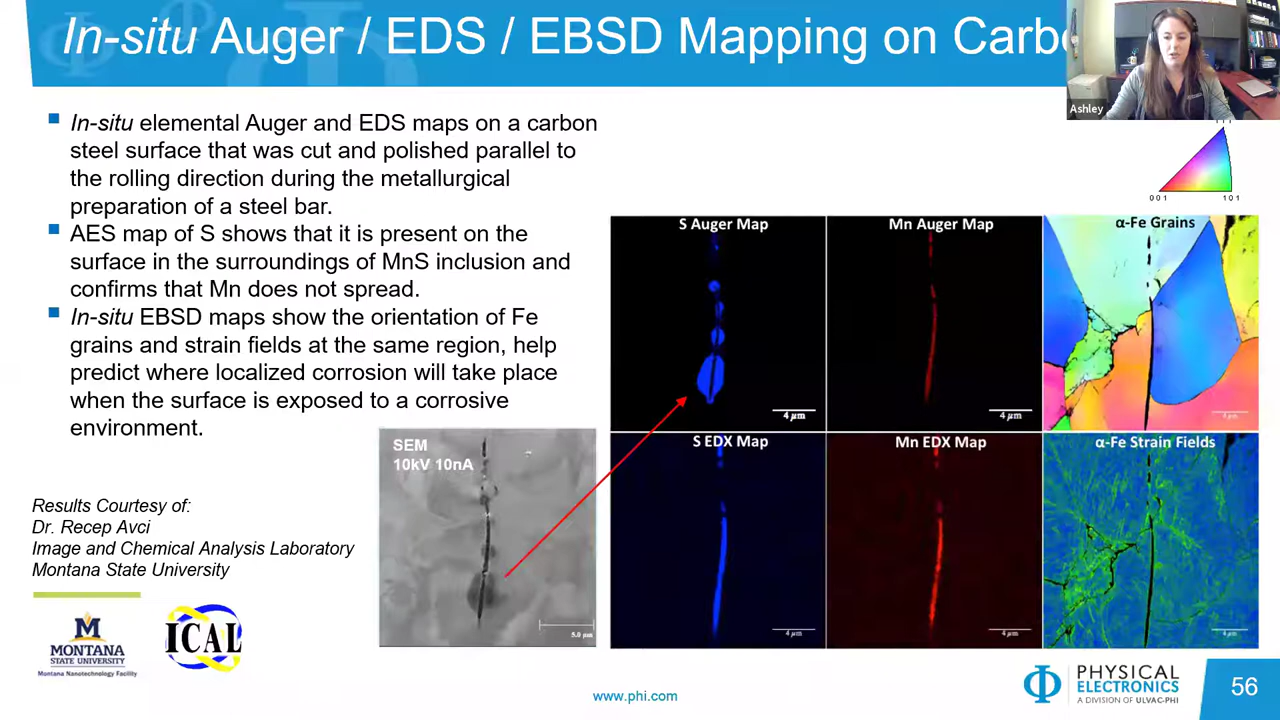 In-situ Auger / EDS / EBSD Mapping on Carbo
Ashley
In-situ elemental Auger and EDS maps on a carbon
steel surface that was cut and polished parallel to
the rolling direction during the metallurgical
preparation of a steel bar.
AES map of S shows that it is present on the
surface in the surroundings of MnS inclusion and
confirms that Mn does not spread.
In-situ EBSD maps show the orientation of Fe
grains and strain fields at the same region, help
predict where localized corrosion will take place
when the surface is exposed to a corrosive
environment.
0 0 1
1 0 1
S Auger Map
4 µm
Mn Auger Map
4 µm
α-Fe Grains
4 µm
SEM
10kV 10nA
5.0 µm
S EDX Map
4 µm
Mn EDX Map
4 µm
α-Fe Strain Fields
4 µm
Results Courtesy of:
Dr. Recep Avci
Image and Chemical Analysis Laboratory
Montana State University
M
MONTANA
STATE UNIVERSITY
Montana Nanotechnology Facility
ICAL
www.phi.com
PHYSICAL
ELECTRONICS
A DIVISION OF ULVAC-PHI
56